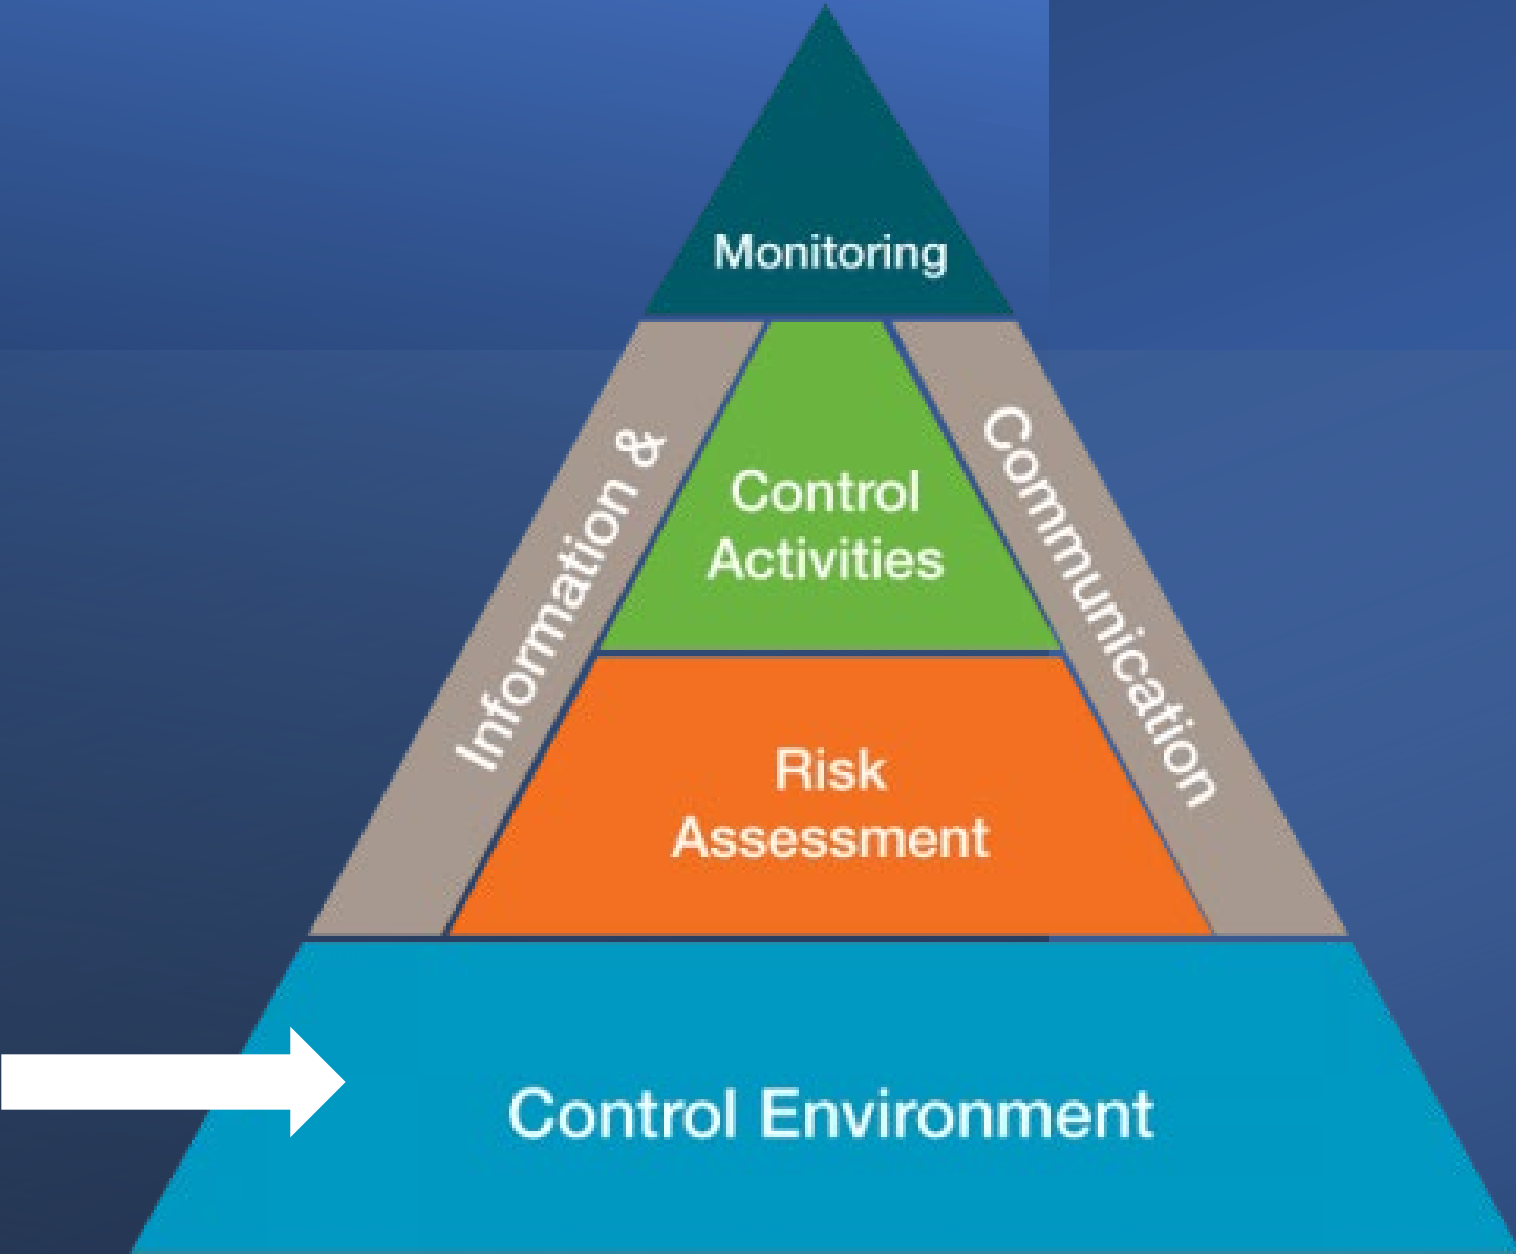 Monitoring
Information &
Communication
Control
Activities
Risk
Assessment
Control Environment